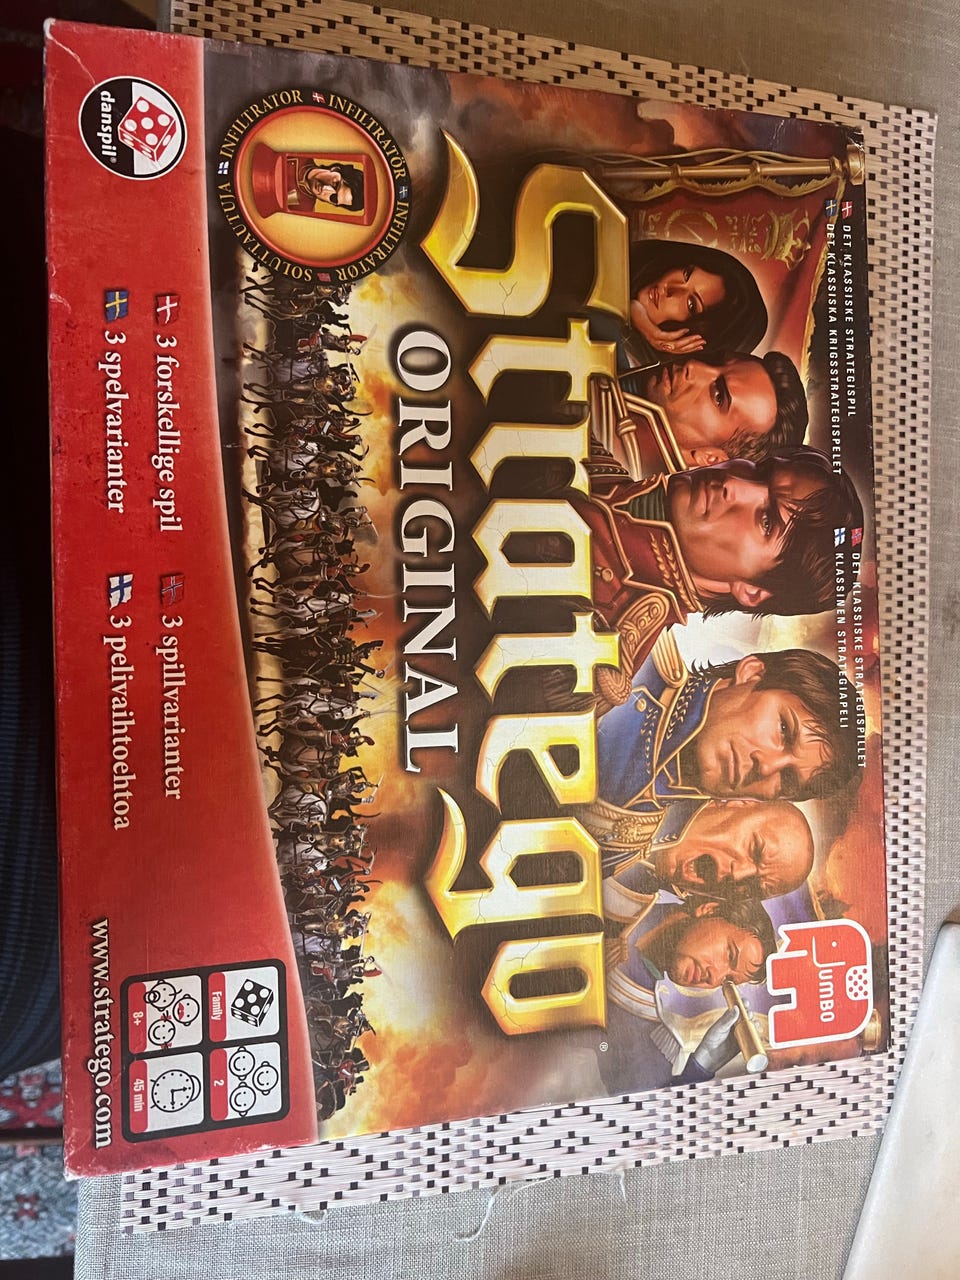 DET KLASSISKE STRATEGISPIL
DET KLASSISKA KRIGSSTRATEGISPELET
DET KLASSISKE STRATEGISPILLET
KLASSINEN STRATEGIAPELI
JUMBO
Stratego®
ORIGINAL
INFILTRATOR INFILTRATÖR INFILTRATOR SOLUTTAUTUJA
danspil®
3 forskellige spil
3 spelvarianter
3 spillvarianter
3 pelivaihtoehtoa
Family
2
8+
45 min
www.stratego.com